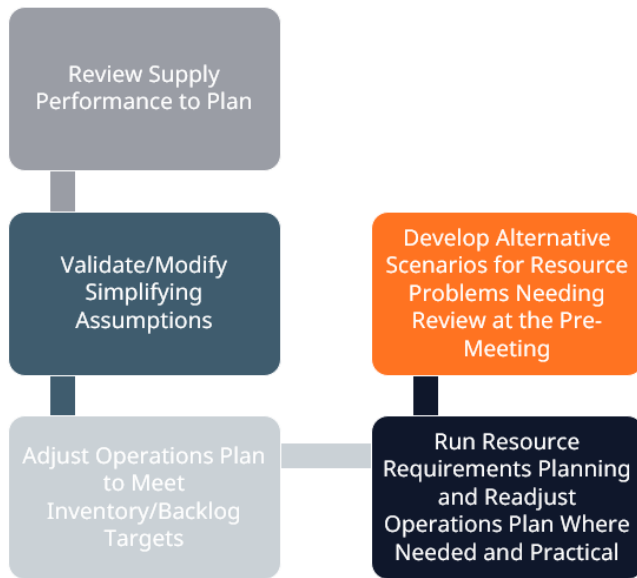 Review Supply
Performance to Plan
Validate/Modify
Simplifying
Assumptions
Adjust Operations Plan
to Meet
Inventory/Backlog
Targets
Run Resource
Requirements Planning
and Readjust
Operations Plan Where
Needed and Practical
Develop Alternative
Scenarios for Resource
Problems Needing
Review at the Pre-
Meeting